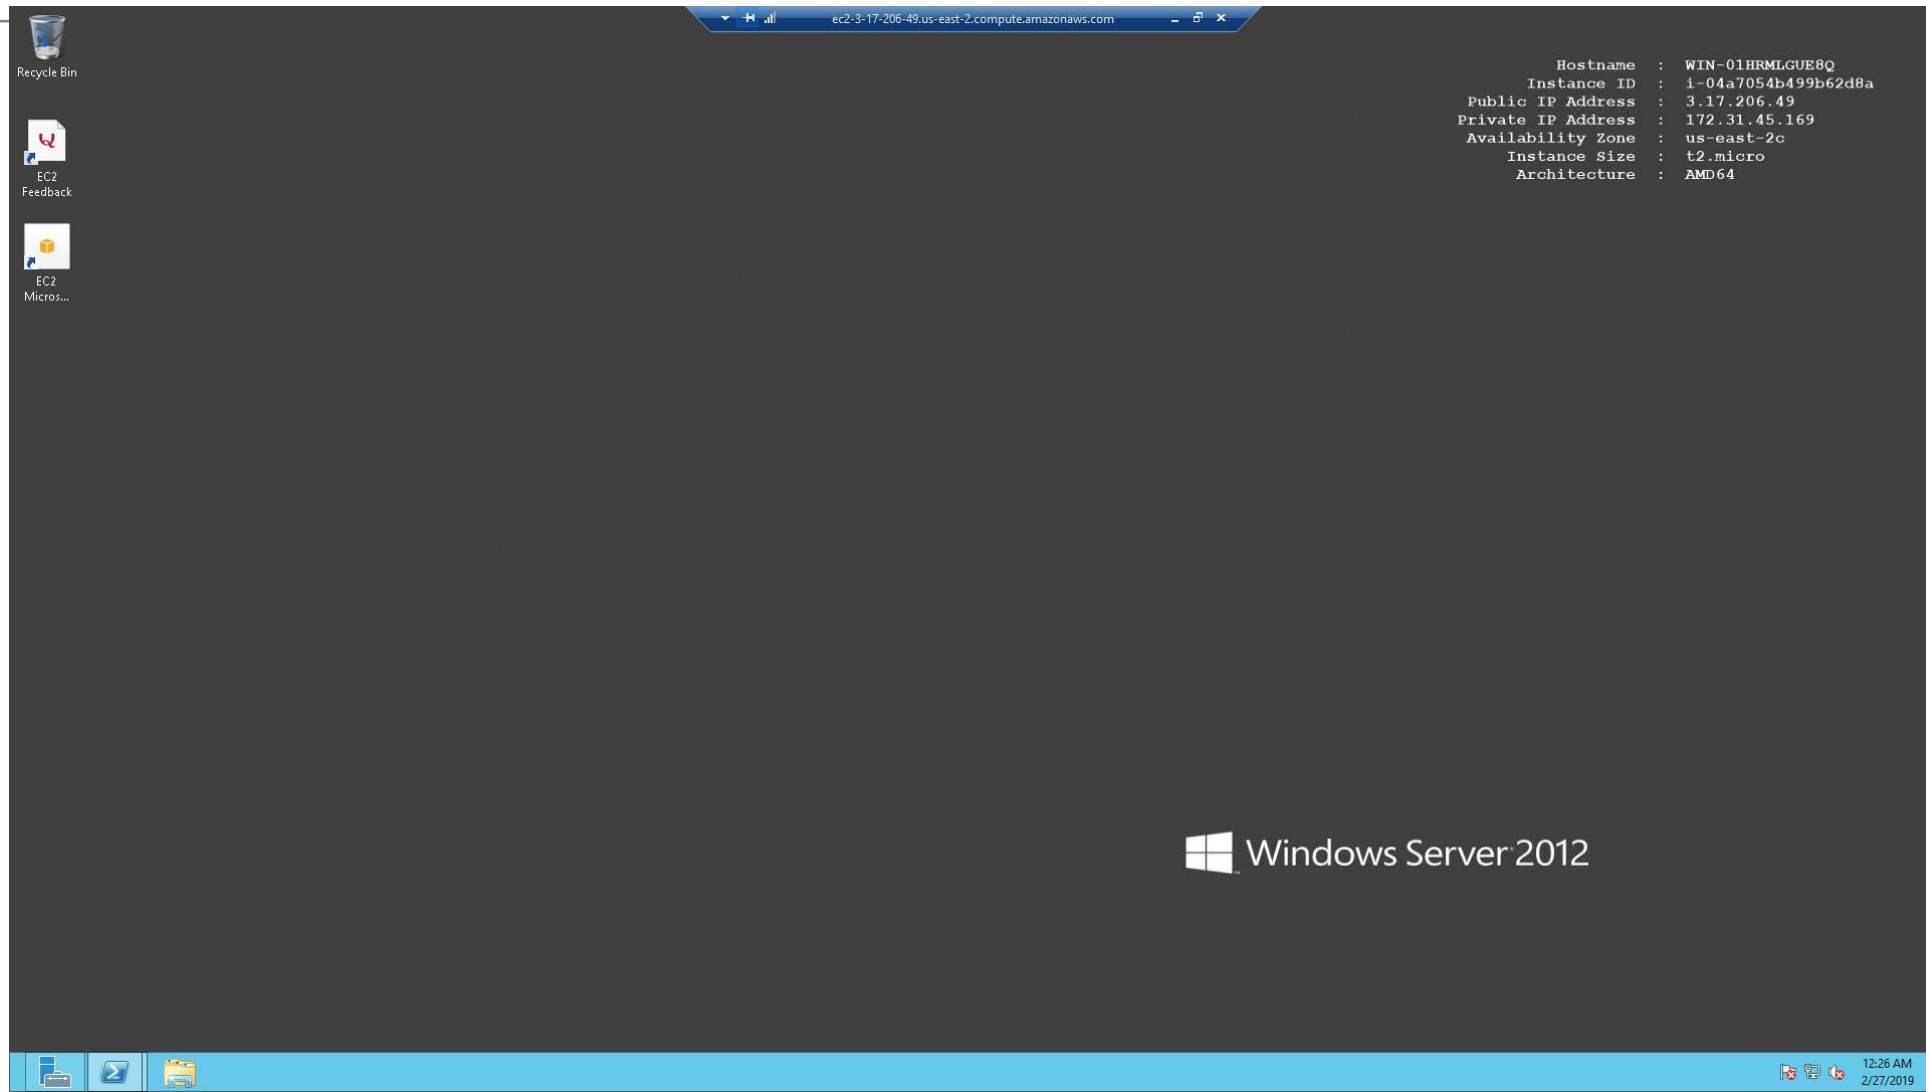 ec2-3-17-206-49.us-east-2.compute.amazonaws.com
Recycle Bin
EC2
Feedback
EC2
Micros...
Hostname : WIN-01HRMLGUE8Q
Instance ID : i-04a7054b499b62d8a
Public IP Address : 3.17.206.49
Private IP Address : 172.31.45.169
Availability Zone : us-east-2c
Instance Size : t2.micro
Architecture : AMD64
Windows Server 2012
12:26 AM
2/27/2019